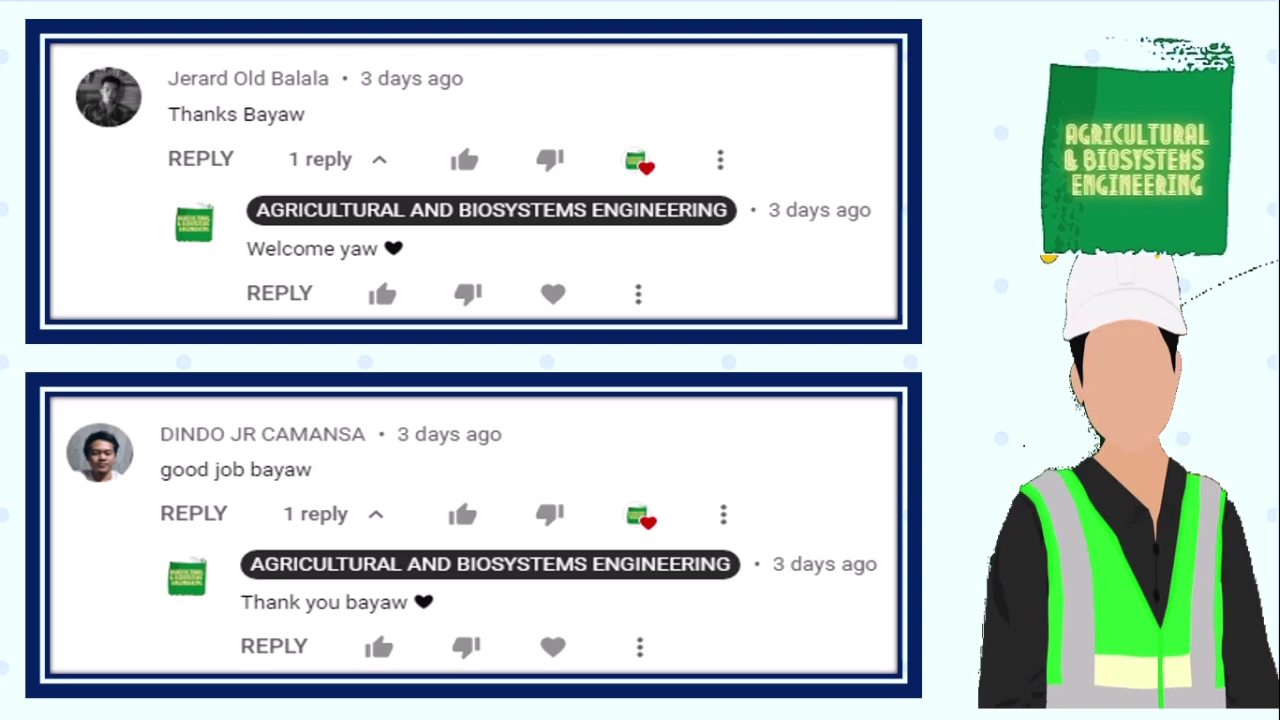 Jerard Old Balala • 3 days ago
Thanks Bayaw
REPLY 1 reply
AGRICULTURAL AND BIOSYSTEMS ENGINEERING • 3 days ago
Welcome yaw 🖤
REPLY
DINDO JR CAMANSA • 3 days ago
good job bayaw
REPLY 1 reply
AGRICULTURAL AND BIOSYSTEMS ENGINEERING • 3 days ago
Thank you bayaw 🖤
REPLY
AGRICULTURAL
& BIOSYSTEMS
ENGINEERING